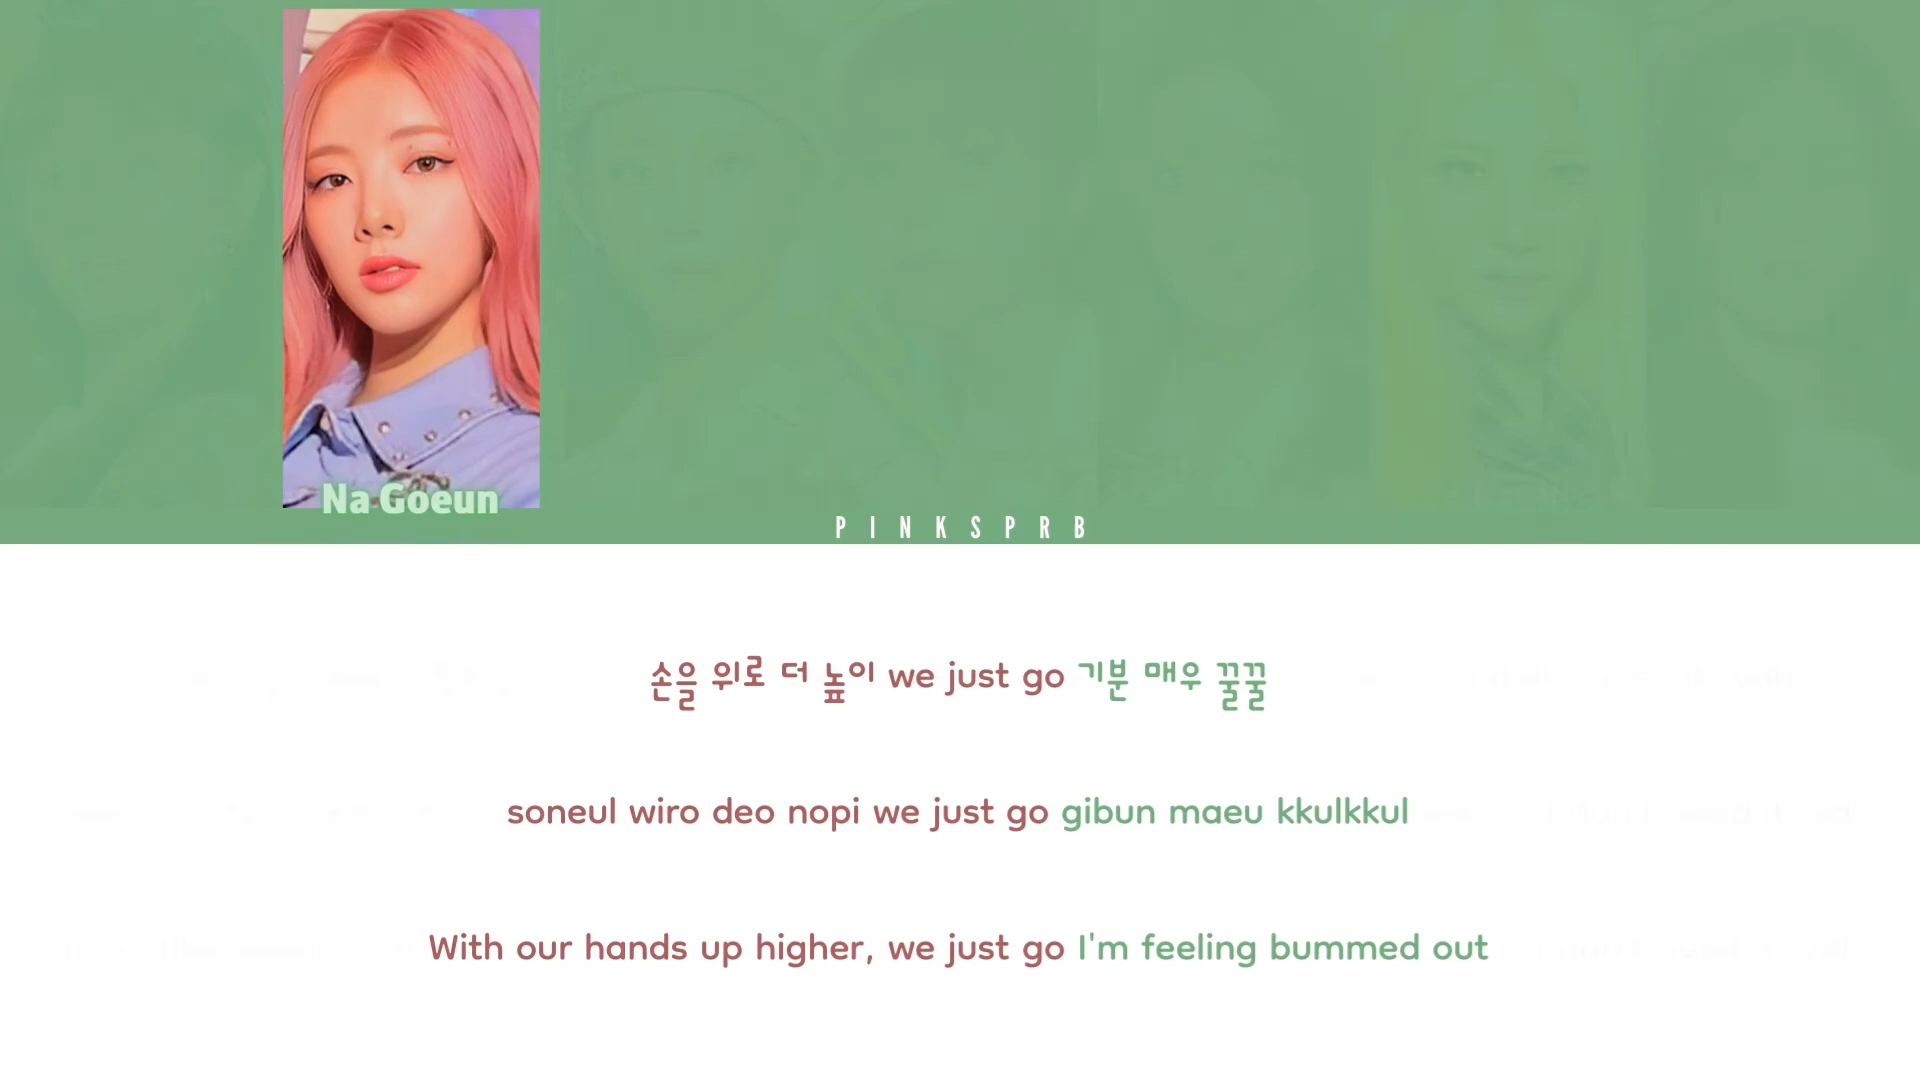 Na Goeun
PINKSPRB
손을 위로 더 높이 we just go 기분 매우 꿀꿀
soneul wiro deo nopi we just go gibun maeu kkulkkul
With our hands up higher, we just go I'm feeling bummed out